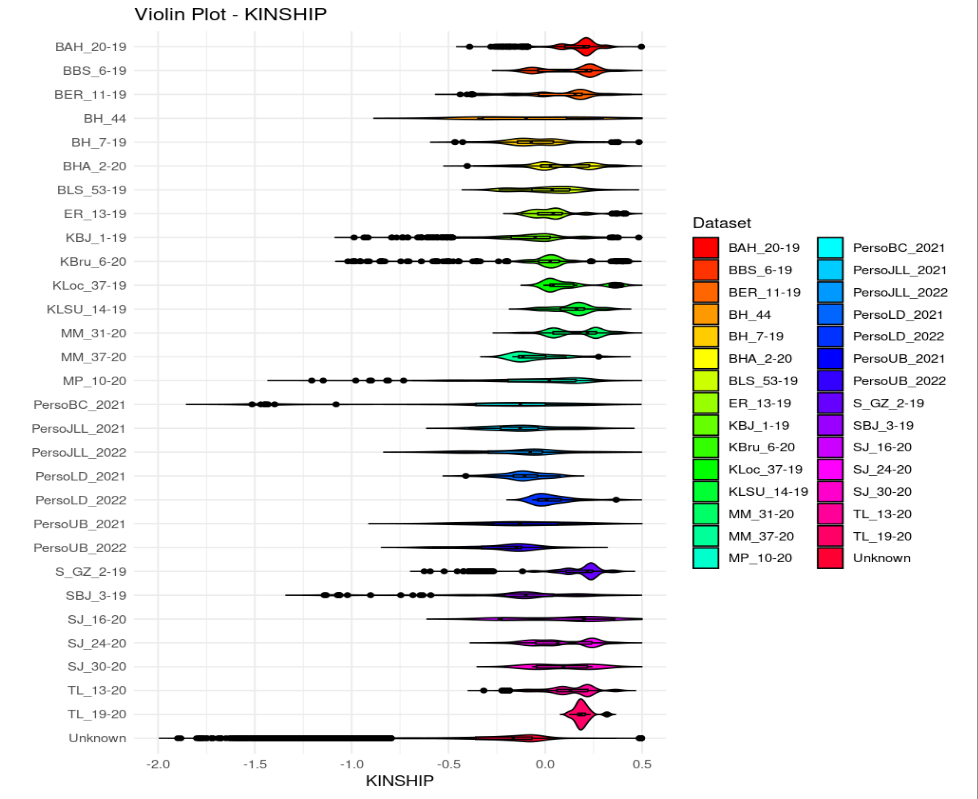 Violin Plot - KINSHIP
BAH_20-19
BBS_6-19
BER_11-19
BH_44
BH_7-19
BHA_2-20
BLS_53-19
ER_13-19
KBJ_1-19
KBru_6-20
KLoc_37-19
KLSU_14-19
MM_31-20
MM_37-20
MP_10-20
PersoBC_2021
PersoJLL_2021
PersoJLL_2022
PersoLD_2021
PersoLD_2022
PersoUB_2021
PersoUB_2022
S_GZ_2-19
SBJ_3-19
SJ_16-20
SJ_24-20
SJ_30-20
TL_13-20
TL_19-20
Unknown
-2.0 -1.5 -1.0 -0.5 0.0 0.5
KINSHIP
Dataset
BAH_20-19
BBS_6-19
BER_11-19
BH_44
BH_7-19
BHA_2-20
BLS_53-19
ER_13-19
KBJ_1-19
KBru_6-20
KLoc_37-19
KLSU_14-19
MM_31-20
MM_37-20
MP_10-20
PersoBC_2021
PersoJLL_2021
PersoJLL_2022
PersoLD_2021
PersoLD_2022
PersoUB_2021
PersoUB_2022
S_GZ_2-19
SBJ_3-19
SJ_16-20
SJ_24-20
SJ_30-20
TL_13-20
TL_19-20
Unknown